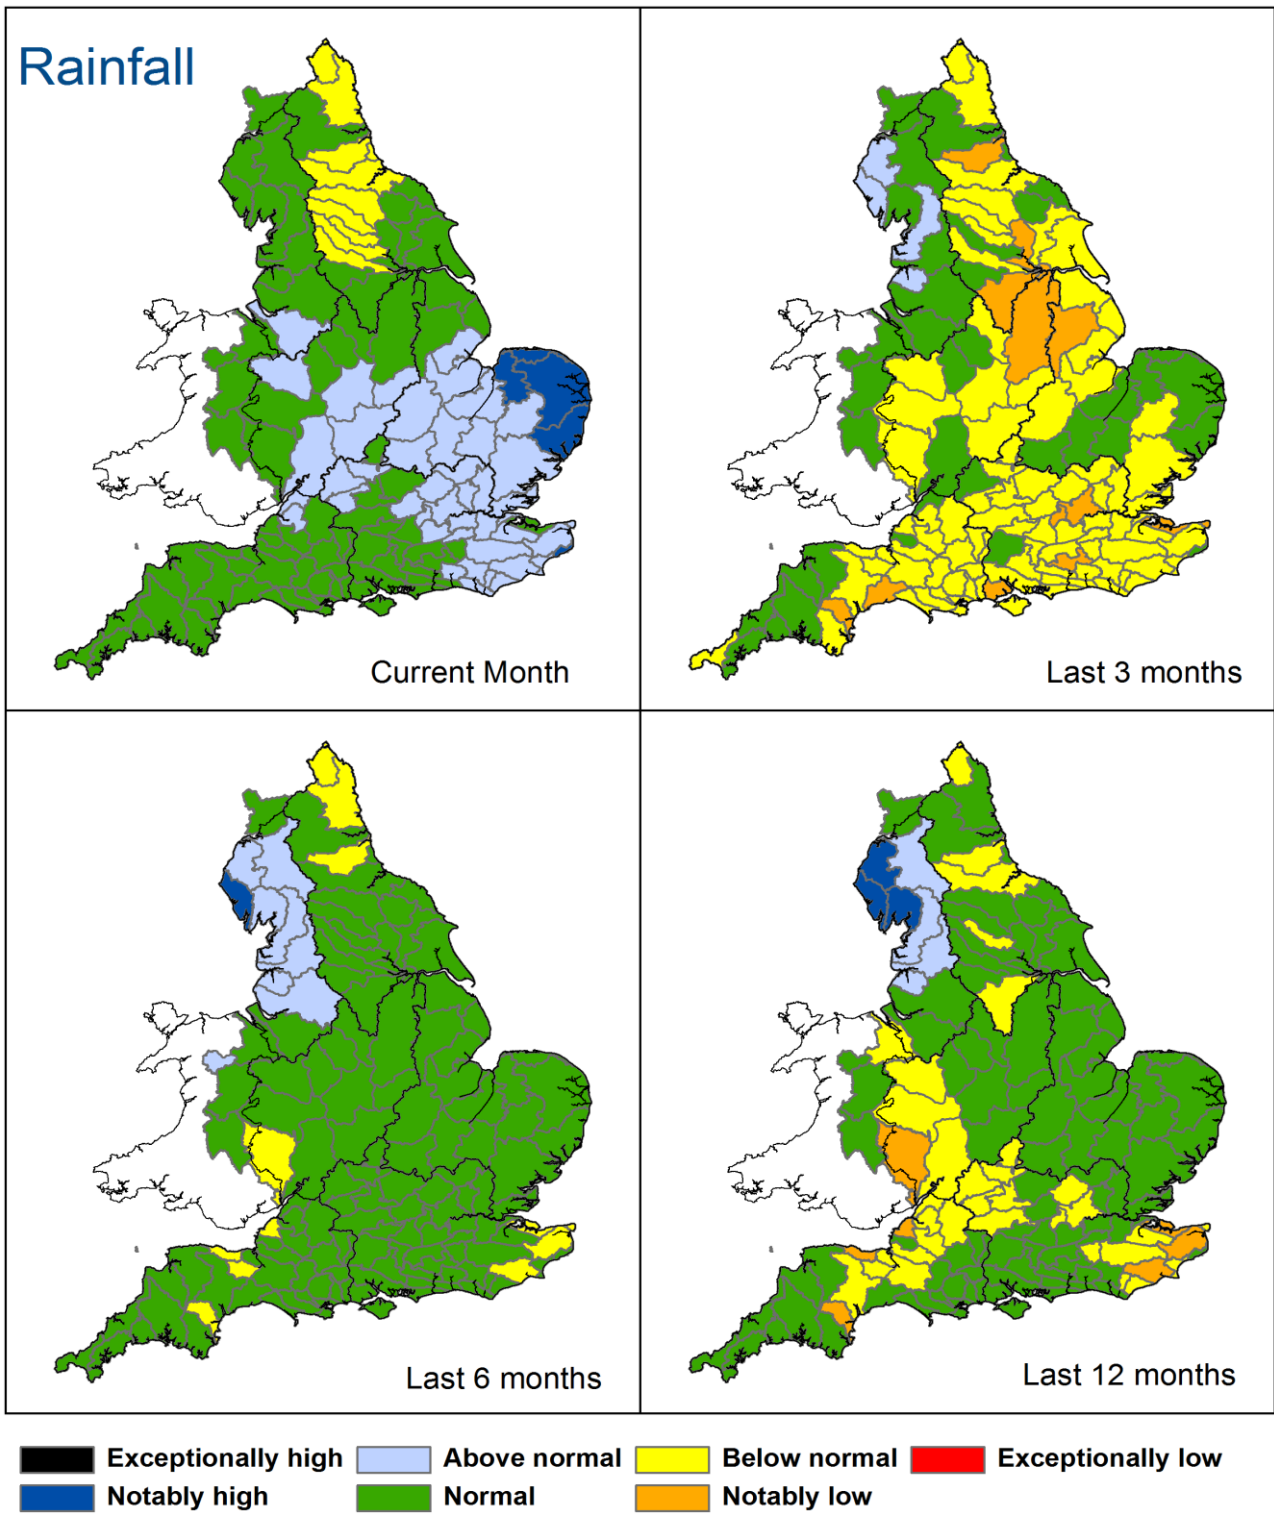 Rainfall
Current Month
Last 3 months
Last 6 months
Last 12 months
Exceptionally high
Above normal
Below normal
Exceptionally low
Notably high
Normal
Notably low